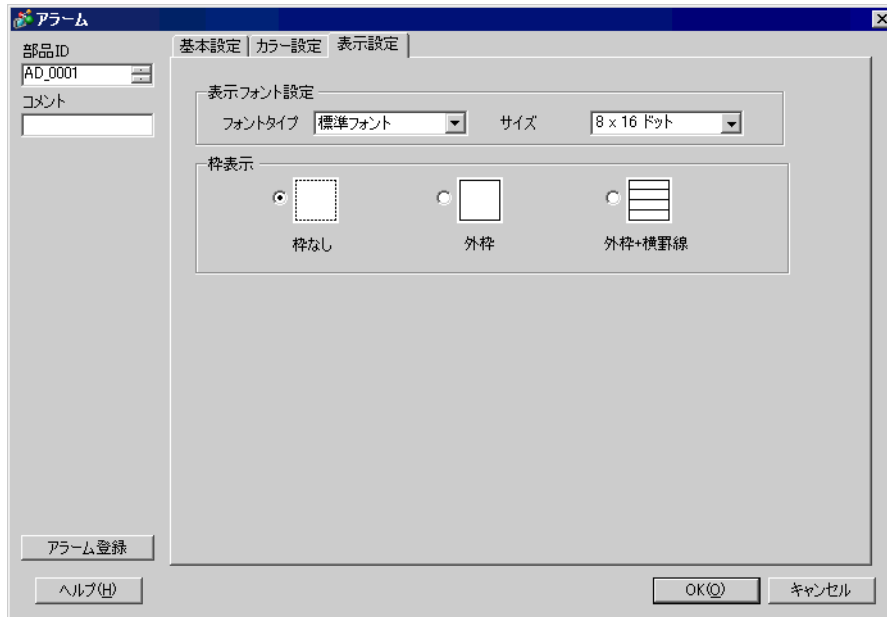 アラーム
部品ID
AD_0001
コメント
基本設定 カラー設定 表示設定
表示フォント設定
フォントタイプ 標準フォント サイズ 8 x 16 ドット
枠表示
枠なし 外枠 外枠+横罫線
アラーム登録
ヘルプ(H) OK(O) キャンセル